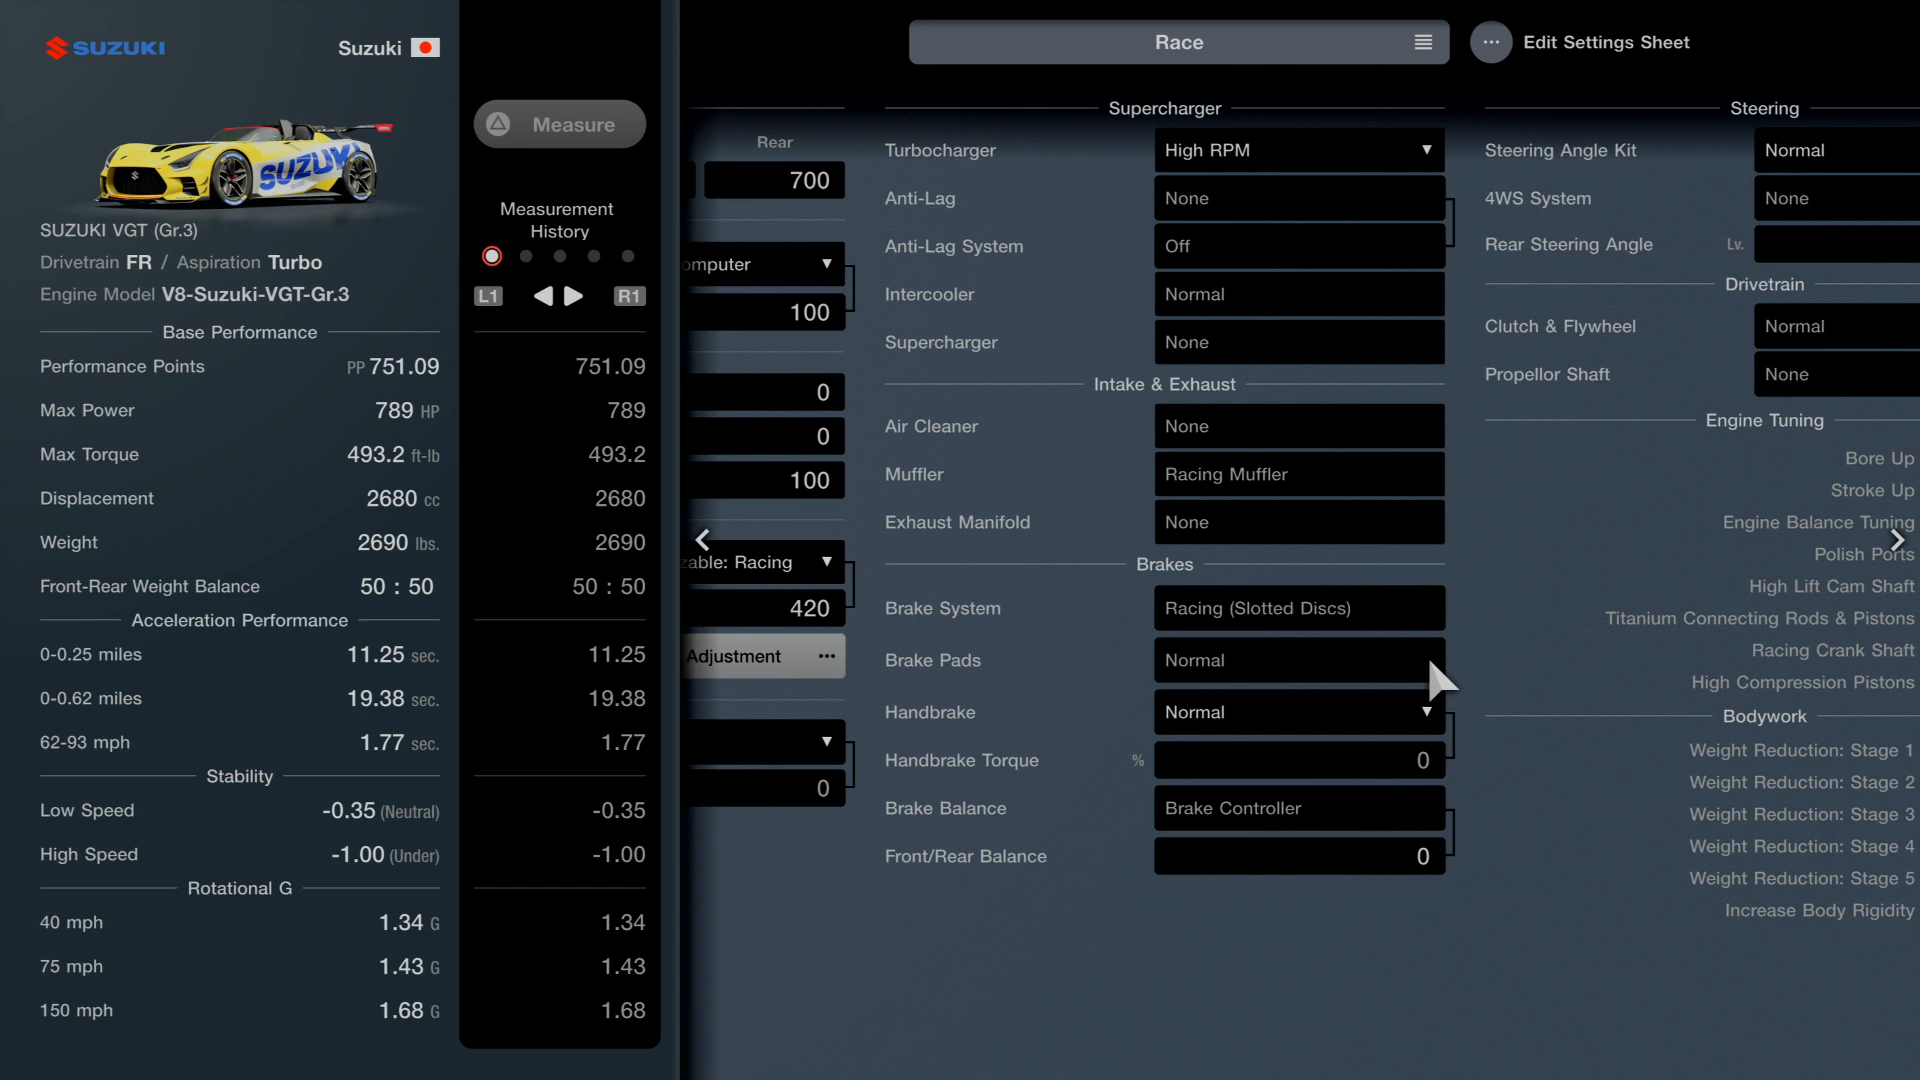 SUZUKI
Suzuki
SUZUKI VGT (Gr.3)
Drivetrain FR / Aspiration Turbo
Engine Model V8-Suzuki-VGT-Gr.3
Base Performance
Performance Points PP 751.09
Max Power 789 HP
Max Torque 493.2 ft-lb
Displacement 2680 cc
Weight 2690 lbs.
Front-Rear Weight Balance 50 : 50
Acceleration Performance
0-0.25 miles 11.25 sec.
0-0.62 miles 19.38 sec.
62-93 mph 1.77 sec.
Stability
Low Speed -0.35 (Neutral)
High Speed -1.00 (Under)
Rotational G
40 mph 1.34 G
75 mph 1.43 G
150 mph 1.68 G
Measure
Measurement
History
L1 R1
751.09
789
493.2
2680
2690
50 : 50
11.25
19.38
1.77
-0.35
-1.00
1.34
1.43
1.68
Race
Edit Settings Sheet
Rear
700
omputer
100
0
0
100
zable: Racing
420
Adjustment
0
Supercharger
Turbocharger High RPM
Anti-Lag None
Anti-Lag System Off
Intercooler Normal
Supercharger None
Intake & Exhaust
Air Cleaner None
Muffler Racing Muffler
Exhaust Manifold None
Brakes
Brake System Racing (Slotted Discs)
Brake Pads Normal
Handbrake Normal
Handbrake Torque % 0
Brake Balance Brake Controller
Front/Rear Balance 0
Steering
Steering Angle Kit Normal
4WS System None
Rear Steering Angle Lv.
Drivetrain
Clutch & Flywheel Normal
Propellor Shaft None
Engine Tuning
Bore Up
Stroke Up
Engine Balance Tuning
Polish Ports
High Lift Cam Shaft
Titanium Connecting Rods & Pistons
Racing Crank Shaft
High Compression Pistons
Bodywork
Weight Reduction: Stage 1
Weight Reduction: Stage 2
Weight Reduction: Stage 3
Weight Reduction: Stage 4
Weight Reduction: Stage 5
Increase Body Rigidity